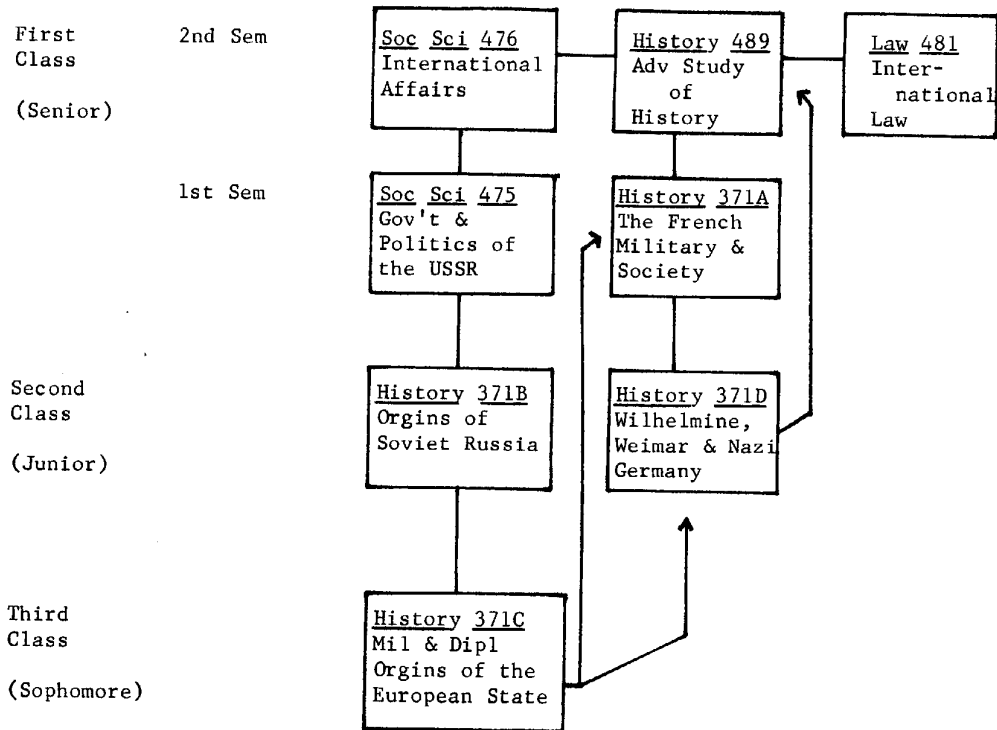 First
Class
(Senior)
2nd Sem
Soc Sci 476
International
Affairs
History 489
Adv Study
of
History
Law 481
Inter-
national
Law
1st Sem
Soc Sci 475
Gov't &
Politics of
the USSR
History 371A
The French
Military &
Society
Second
Class
(Junior)
History 371B
Orgins of
Soviet Russia
History 371D
Wilhelmine,
Weimar & Nazi
Germany
Third
Class
(Sophomore)
History 371C
Mil & Dipl
Orgins of the
European State